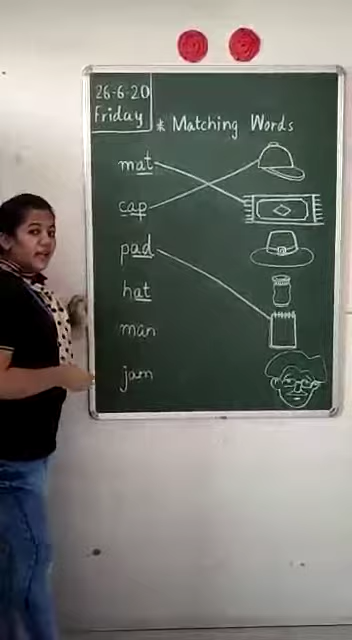 26-6-20
Friday
* Matching Words
mat
cap
pad
hat
man
jam